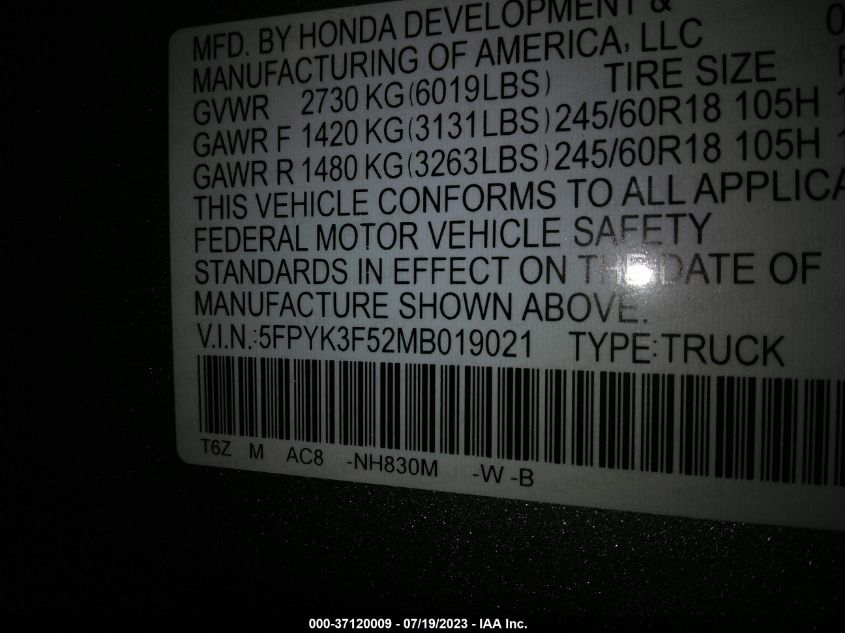 MFD. BY HONDA DEVELOPMENT &
MANUFACTURING OF AMERICA, LLC
GVWR 2730 KG(6019LBS) TIRE SIZE
GAWR F 1420 KG(3131LBS) 245/60R18 105H
GAWR R 1480 KG(3263LBS) 245/60R18 105H
THIS VEHICLE CONFORMS TO ALL APPLICA
FEDERAL MOTOR VEHICLE SAFETY
STANDARDS IN EFFECT ON THE DATE OF
MANUFACTURE SHOWN ABOVE.
V.I.N.:5FPYK3F52MB019021 TYPE:TRUCK
T6Z M AC8 -NH830M -W -B
000-37120009 - 07/19/2023 - IAA Inc.